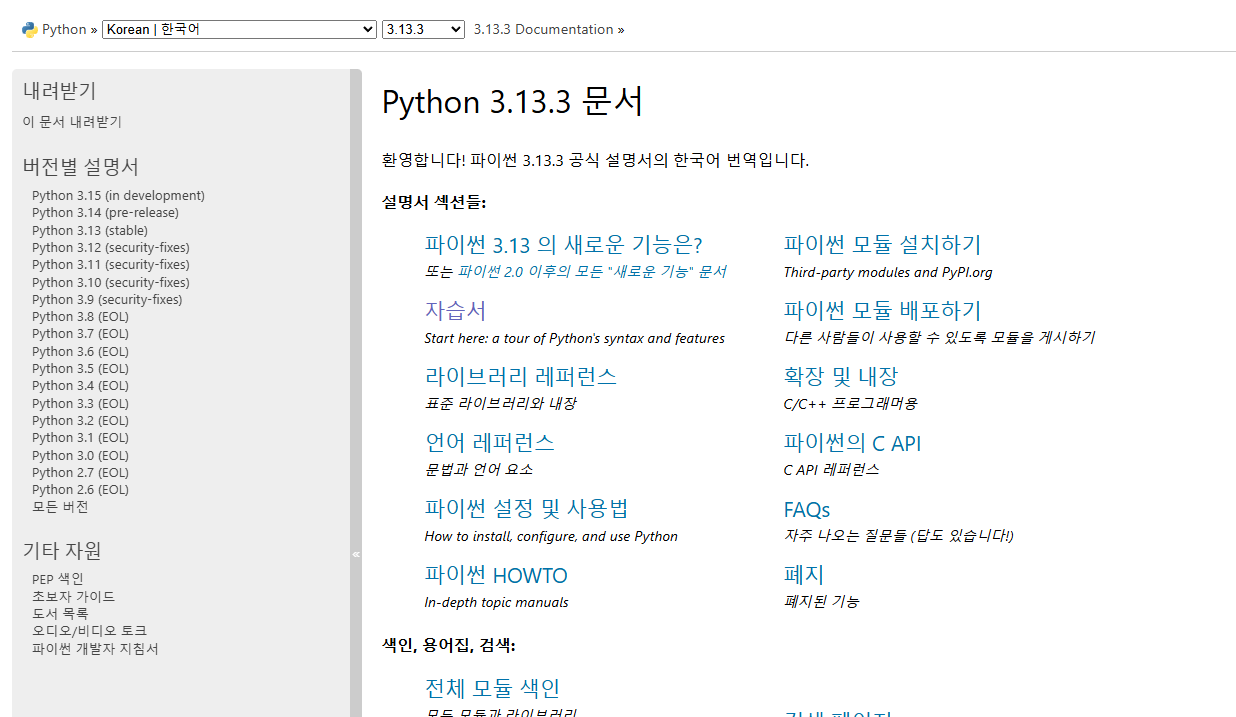 Python » Korean | 한국어 3.13.3 3.13.3 Documentation »
내려받기
이 문서 내려받기
버전별 설명서
Python 3.15 (in development)
Python 3.14 (pre-release)
Python 3.13 (stable)
Python 3.12 (security-fixes)
Python 3.11 (security-fixes)
Python 3.10 (security-fixes)
Python 3.9 (security-fixes)
Python 3.8 (EOL)
Python 3.7 (EOL)
Python 3.6 (EOL)
Python 3.5 (EOL)
Python 3.4 (EOL)
Python 3.3 (EOL)
Python 3.2 (EOL)
Python 3.1 (EOL)
Python 3.0 (EOL)
Python 2.7 (EOL)
Python 2.6 (EOL)
모든 버전
기타 자원
PEP 색인
초보자 가이드
도서 목록
오디오/비디오 토크
파이썬 개발자 지침서
«
Python 3.13.3 문서
환영합니다! 파이썬 3.13.3 공식 설명서의 한국어 번역입니다.
설명서 섹션들:
파이썬 3.13 의 새로운 기능은?
또는 파이썬 2.0 이후의 모든 "새로운 기능" 문서
자습서
Start here: a tour of Python's syntax and features
라이브러리 레퍼런스
표준 라이브러리와 내장
언어 레퍼런스
문법과 언어 요소
파이썬 설정 및 사용법
How to install, configure, and use Python
파이썬 HOWTO
In-depth topic manuals
파이썬 모듈 설치하기
Third-party modules and PyPI.org
파이썬 모듈 배포하기
다른 사람들이 사용할 수 있도록 모듈을 게시하기
확장 및 내장
C/C++ 프로그래머용
파이썬의 C API
C API 레퍼런스
FAQs
자주 나오는 질문들 (답도 있습니다!)
폐지
폐지된 기능
색인, 용어집, 검색:
전체 모듈 색인
모든 모듈과 라이브러리